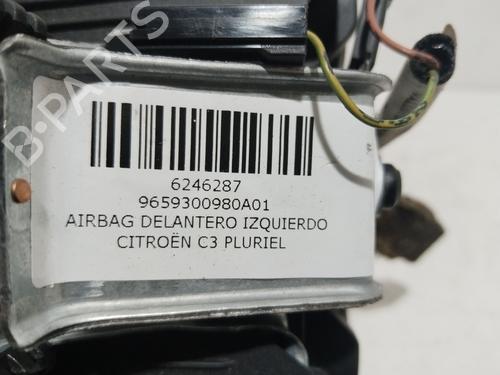 B-PARTS
6246287
9659300980A01
AIRBAG DELANTERO IZQUIERDO
CITROËN C3 PLURIEL